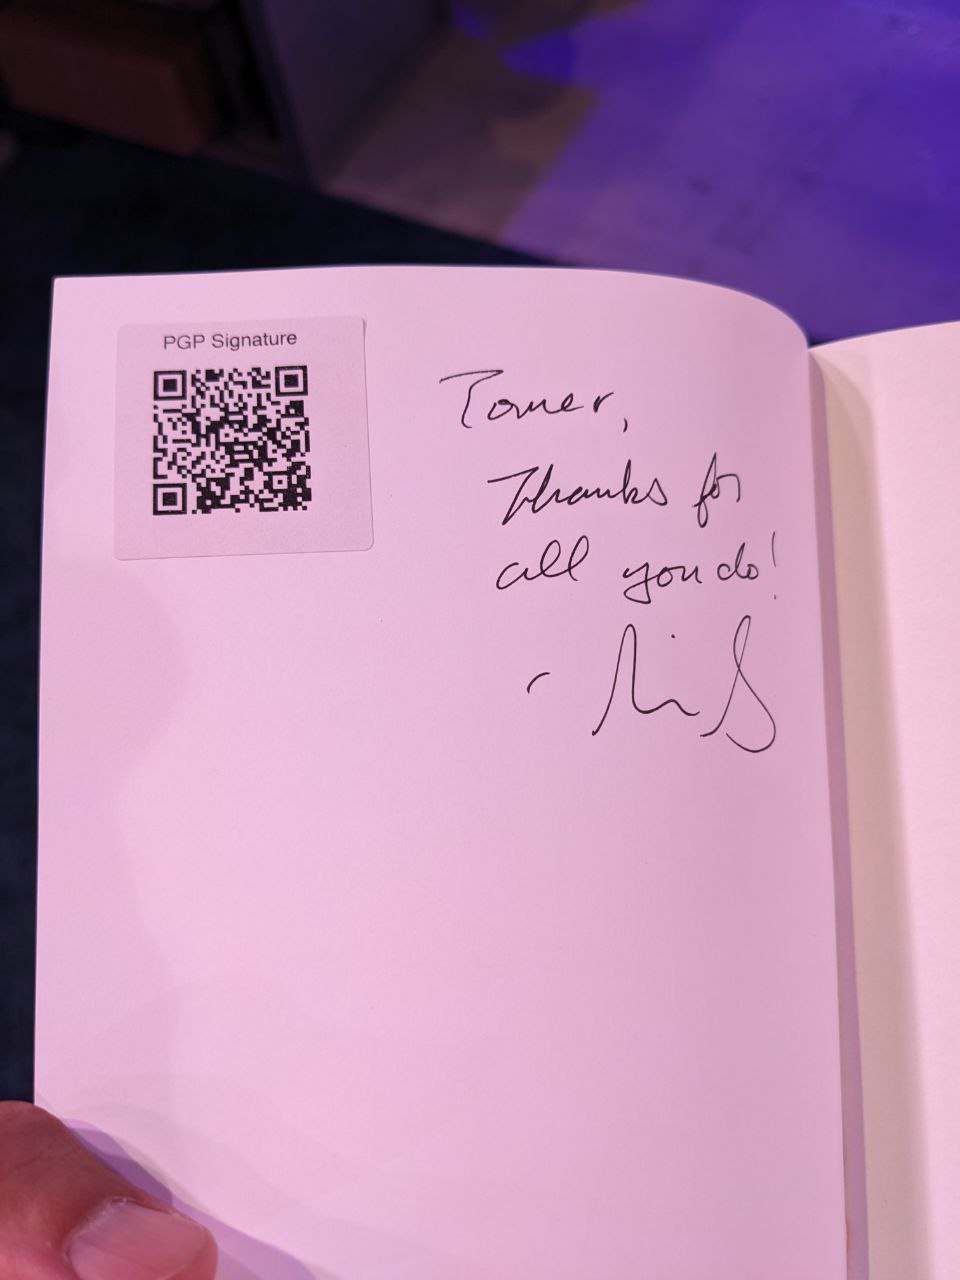 PGP Signature
Tomer,
Thanks for
all you do!